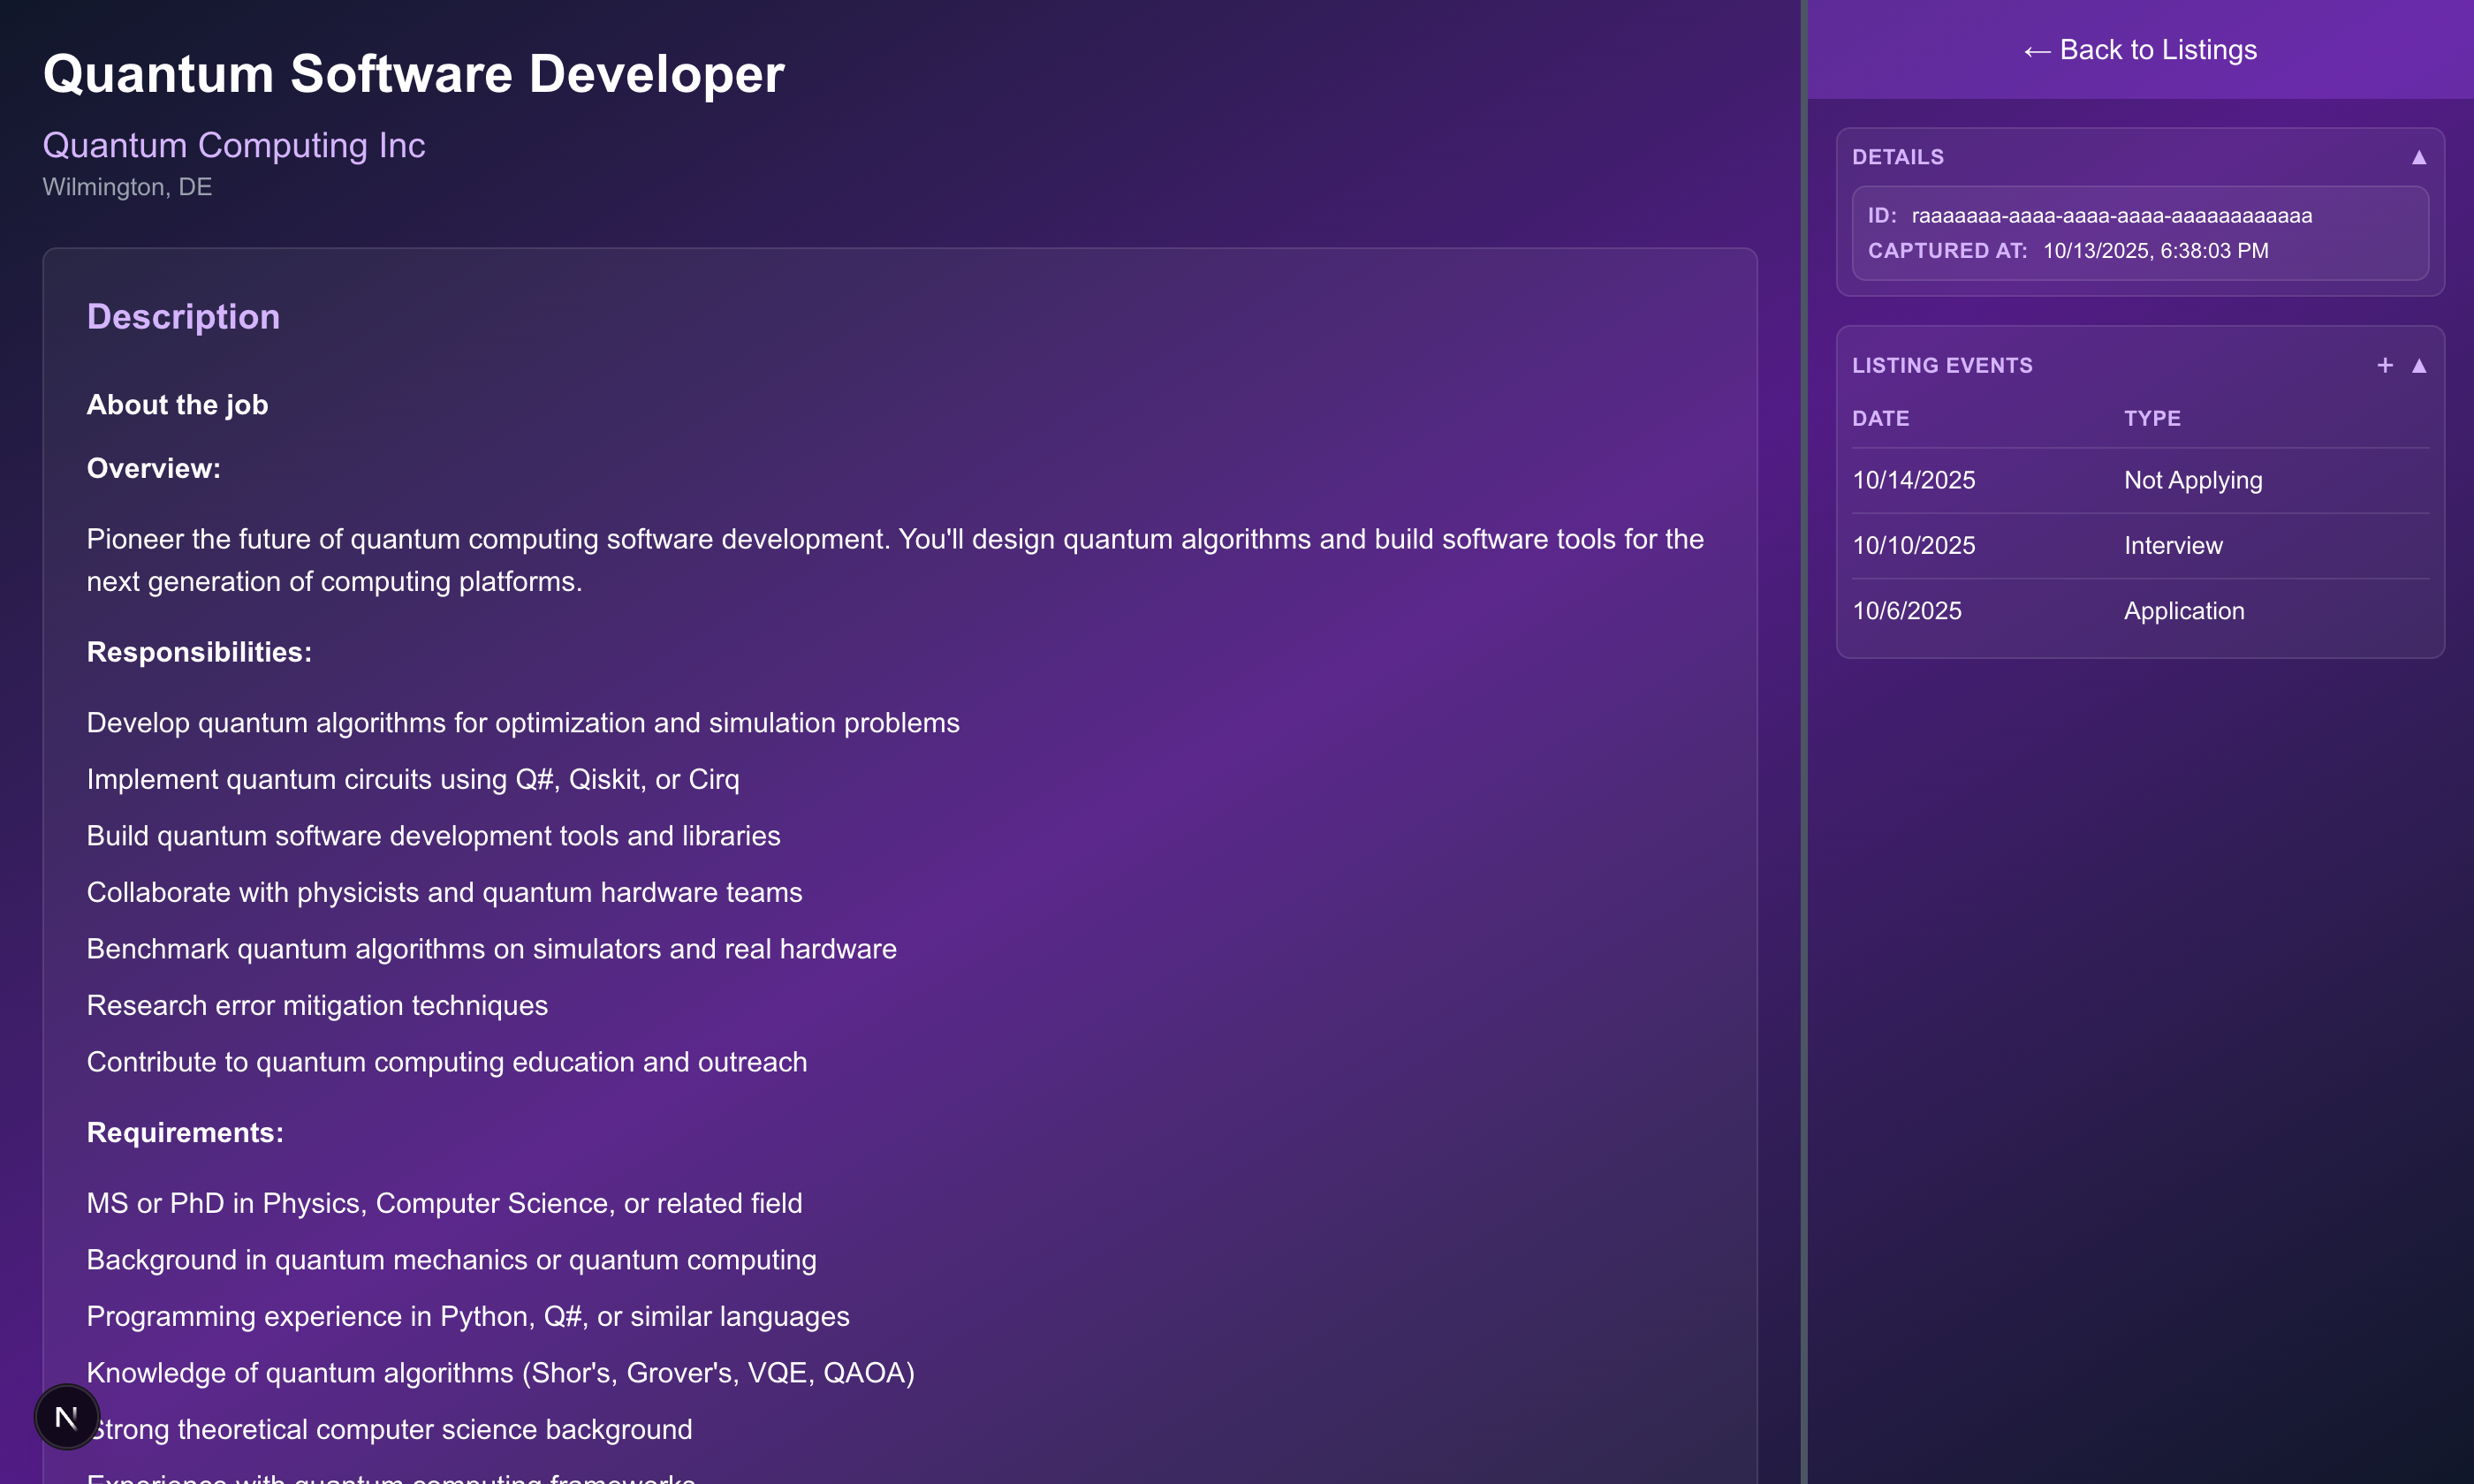 Quantum Software Developer
Quantum Computing Inc
Wilmington, DE
Description
About the job
Overview:
Pioneer the future of quantum computing software development. You'll design quantum algorithms and build software tools for the
next generation of computing platforms.
Responsibilities:
Develop quantum algorithms for optimization and simulation problems
Implement quantum circuits using Q#, Qiskit, or Cirq
Build quantum software development tools and libraries
Collaborate with physicists and quantum hardware teams
Benchmark quantum algorithms on simulators and real hardware
Research error mitigation techniques
Contribute to quantum computing education and outreach
Requirements:
MS or PhD in Physics, Computer Science, or related field
Background in quantum mechanics or quantum computing
Programming experience in Python, Q#, or similar languages
Knowledge of quantum algorithms (Shor's, Grover's, VQE, QAOA)
Strong theoretical computer science background
Experience with quantum computing frameworks
N
← Back to Listings
DETAILS ▲
ID: raaaaaaa-aaaa-aaaa-aaaa-aaaaaaaaaaaa
CAPTURED AT: 10/13/2025, 6:38:03 PM
LISTING EVENTS + ▲
DATE TYPE
10/14/2025 Not Applying
10/10/2025 Interview
10/6/2025 Application